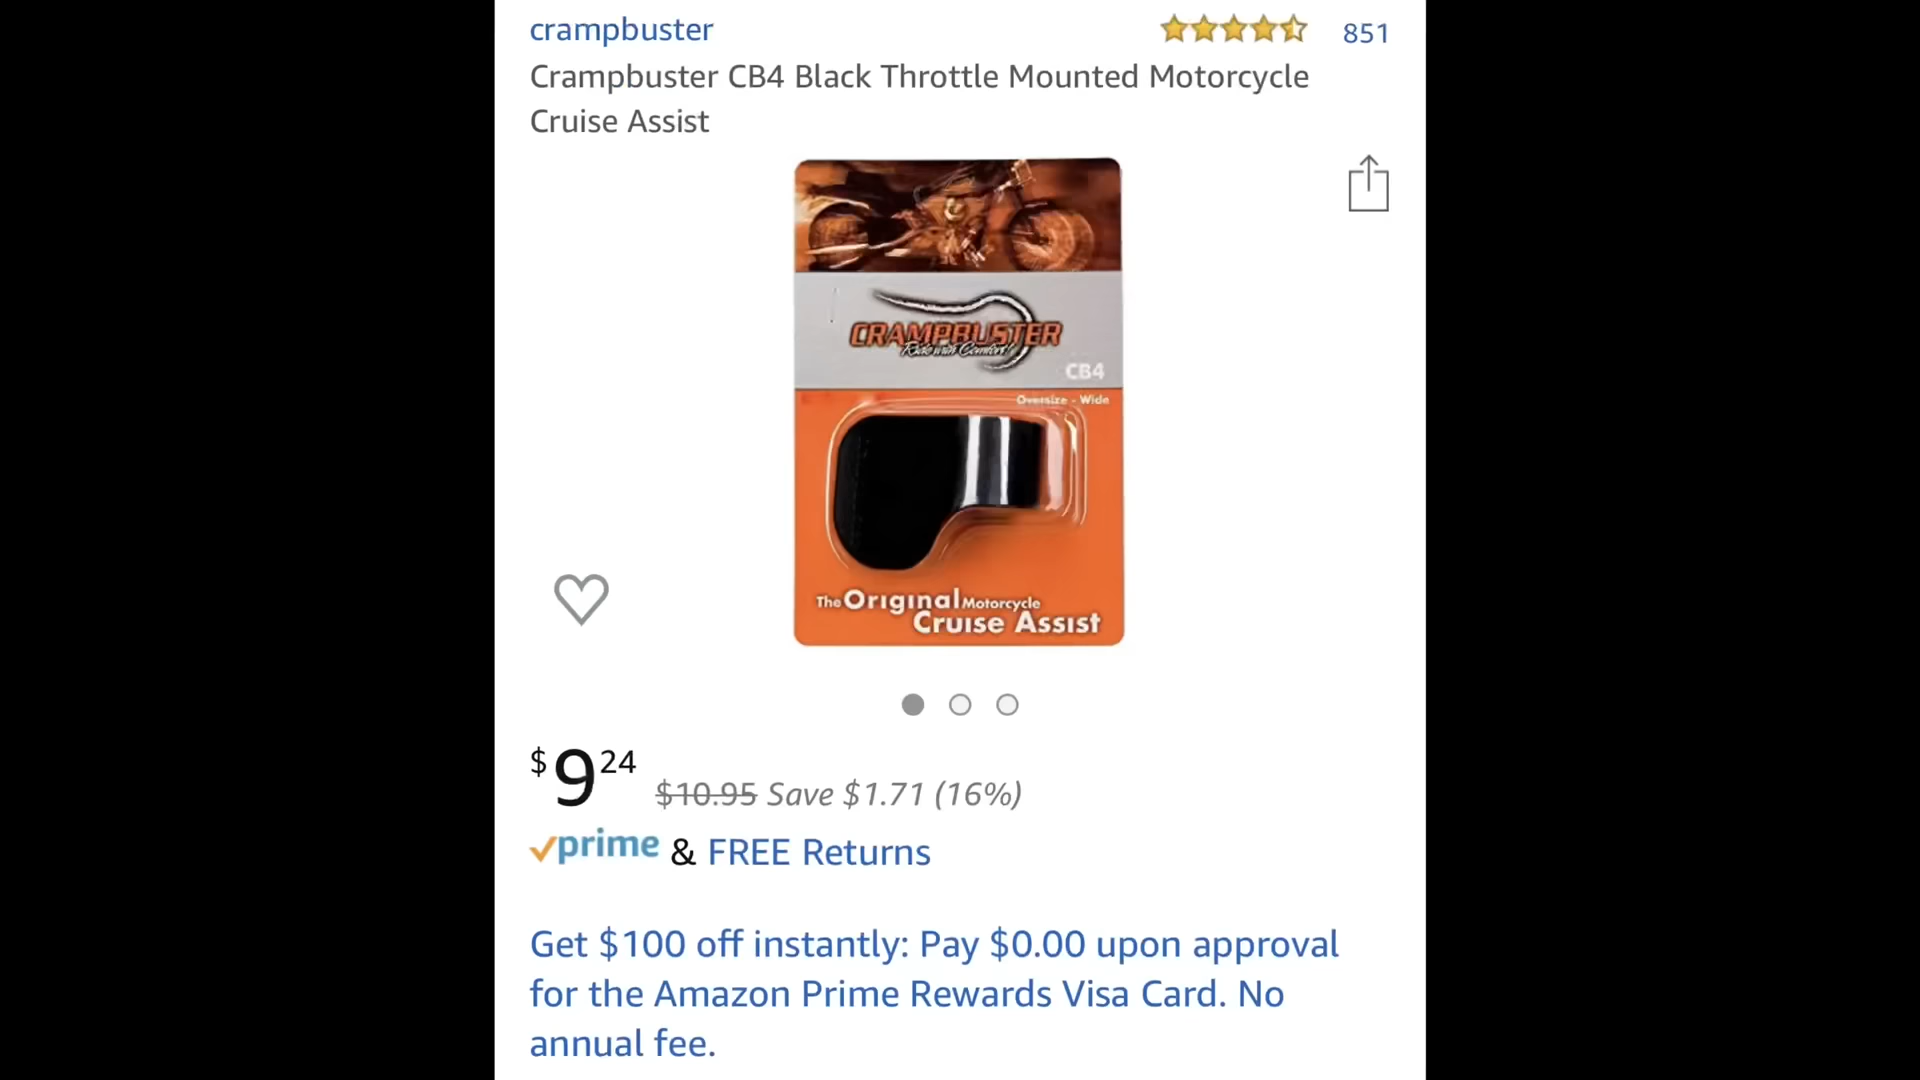 crampbuster 851
Crampbuster CB4 Black Throttle Mounted Motorcycle
Cruise Assist
CRAMPBUSTER
Ride with Comfort!
CB4
Oversize - Wide
The Original Motorcycle
Cruise Assist
$9 24 $10.95 Save $1.71 (16%)
prime & FREE Returns
Get $100 off instantly: Pay $0.00 upon approval
for the Amazon Prime Rewards Visa Card. No
annual fee.